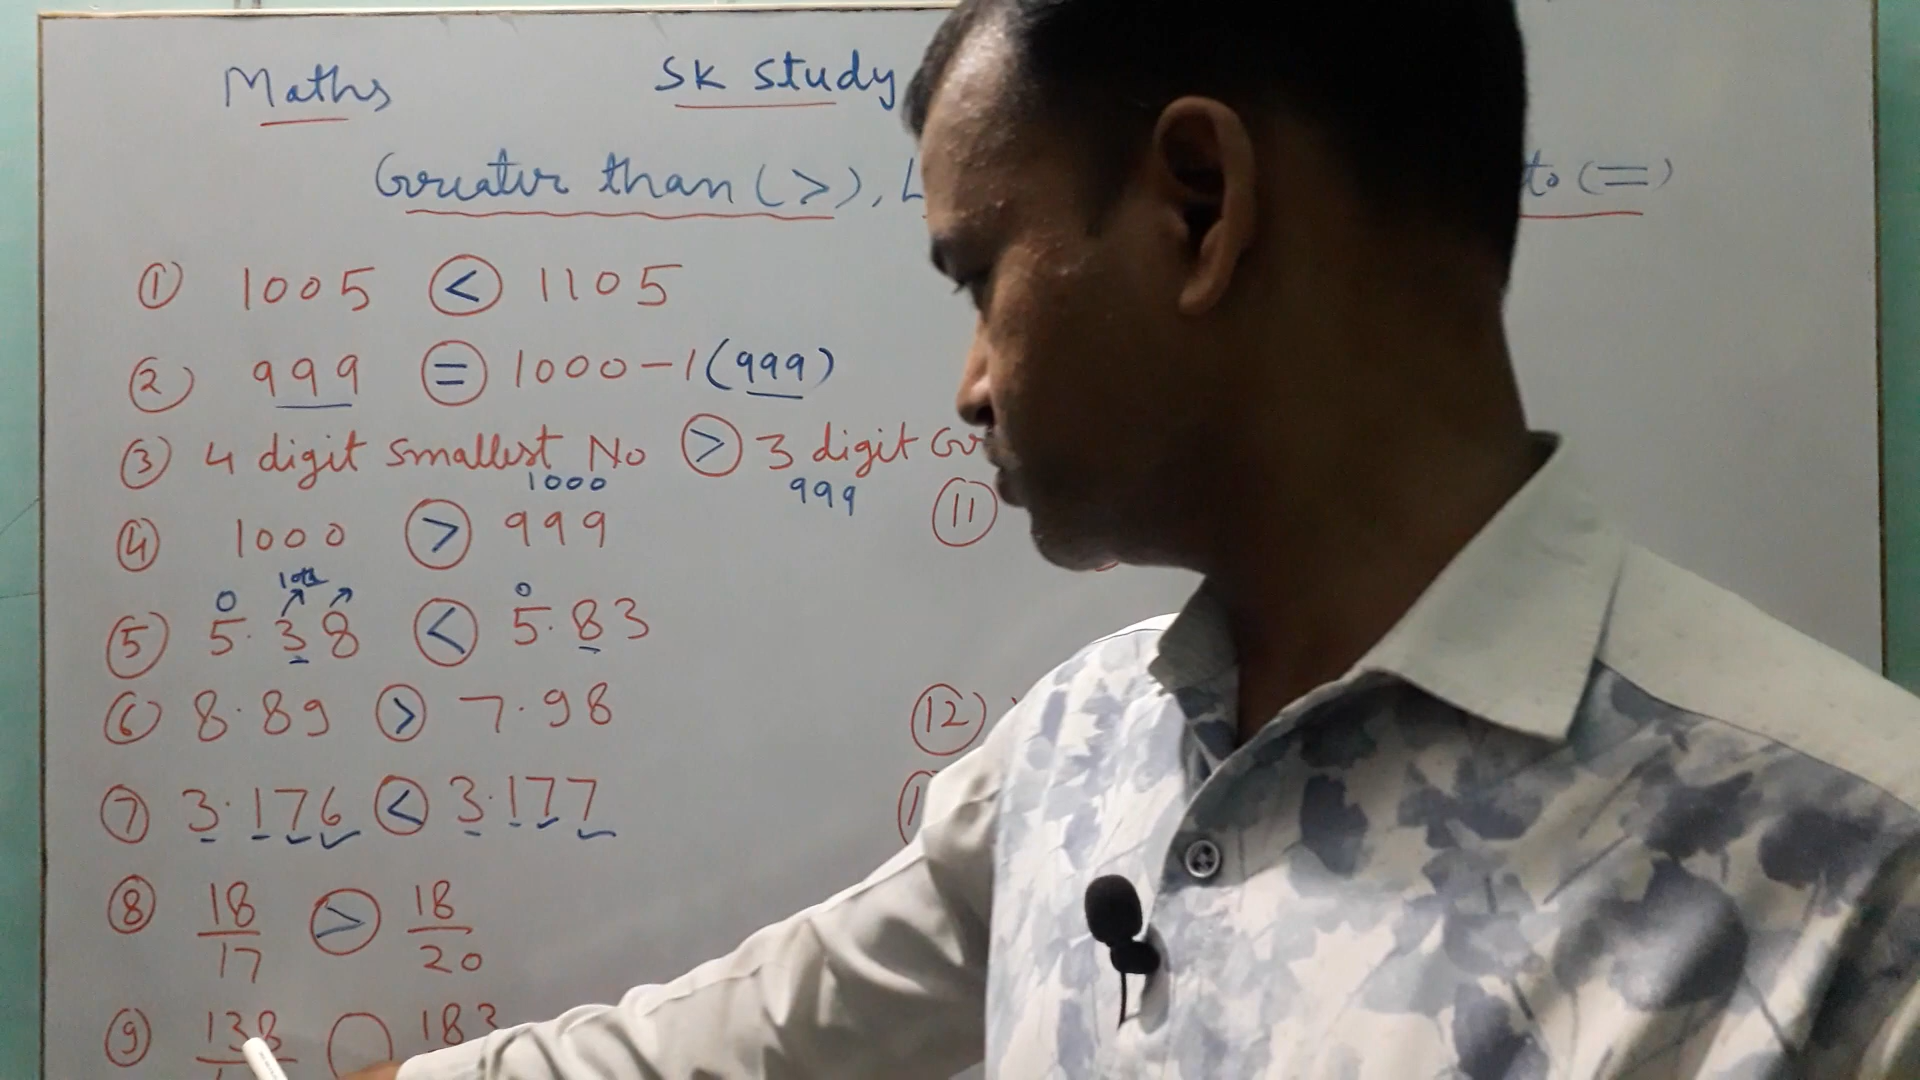 Maths
SK Study
Greater than (>),
to (=)
① 1005 < 1105
② 999 = 1000-1 (999)
③ 4 digit Smallest No > 3 digit
1000
999
④ 1000 > 999
10th
0 0
⑤ 5.38 < 5.83
⑥ 8.89 > 7.98
⑦ 3.176 < 3.177
⑧ 18/17 > 18/20
⑨ 138 183
⑪
⑫